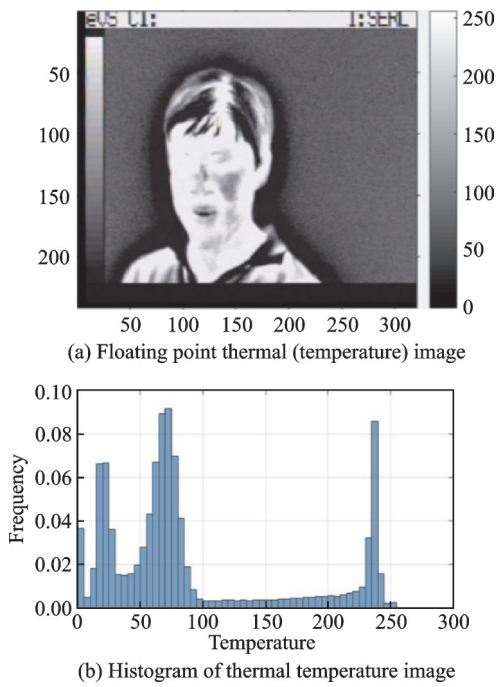 eVS CI: I:SERL
250
50
200
100
150
150
100
200
50
0
50 100 150 200 250 300
(a) Floating point thermal (temperature) image
0.10
0.08
0.06
0.04
0.02
0.00
Frequency
0 50 100 150 200 250 300
Temperature
(b) Histogram of thermal temperature image